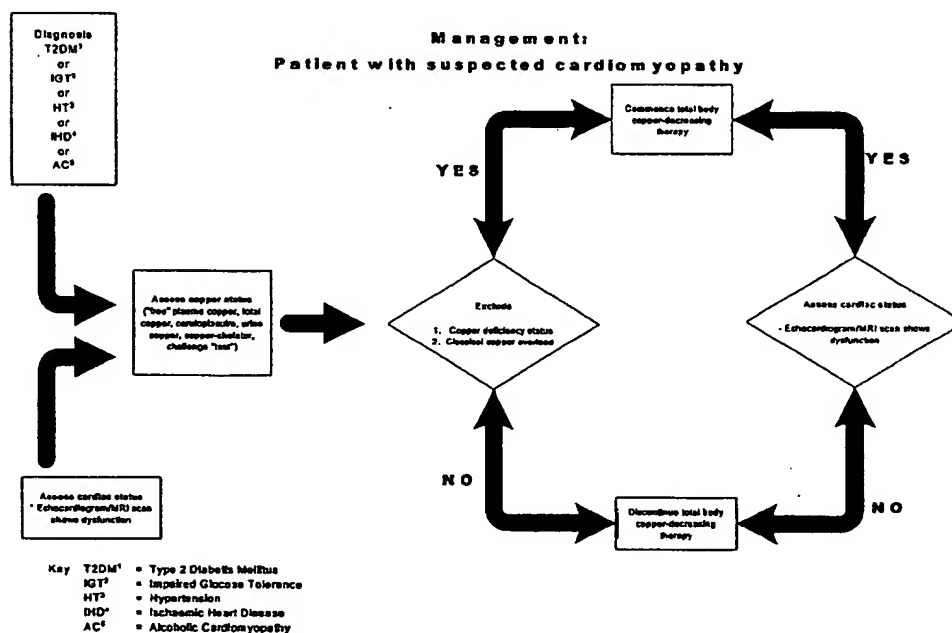 Diagnosis
T2DM¹
or
IGT²
or
HT³
or
IHD⁴
or
AC⁵
Management:
Patient with suspected cardiomyopathy
Commence total body
copper-decreasing
therapy
YES
YES
Assess copper status
("free" plasma copper, total
copper, ceruloplasmin, urine
copper, copper-chelator,
challenge "test")
Exclude
1. Copper deficiency status
2. Classical copper overload
Assess cardiac status
- Echocardiogram/MRI scan shows
dysfunction
NO
NO
Assess cardiac status
* Echocardiogram/MRI scan
shows dysfunction
Discontinue total body
copper-decreasing
therapy
Key T2DM¹ = Type 2 Diabetes Mellitus
IGT² = Impaired Glucose Tolerance
HT³ = Hypertension
IHD⁴ = Ischaemic Heart Disease
AC⁵ = Alcoholic Cardiomyopathy